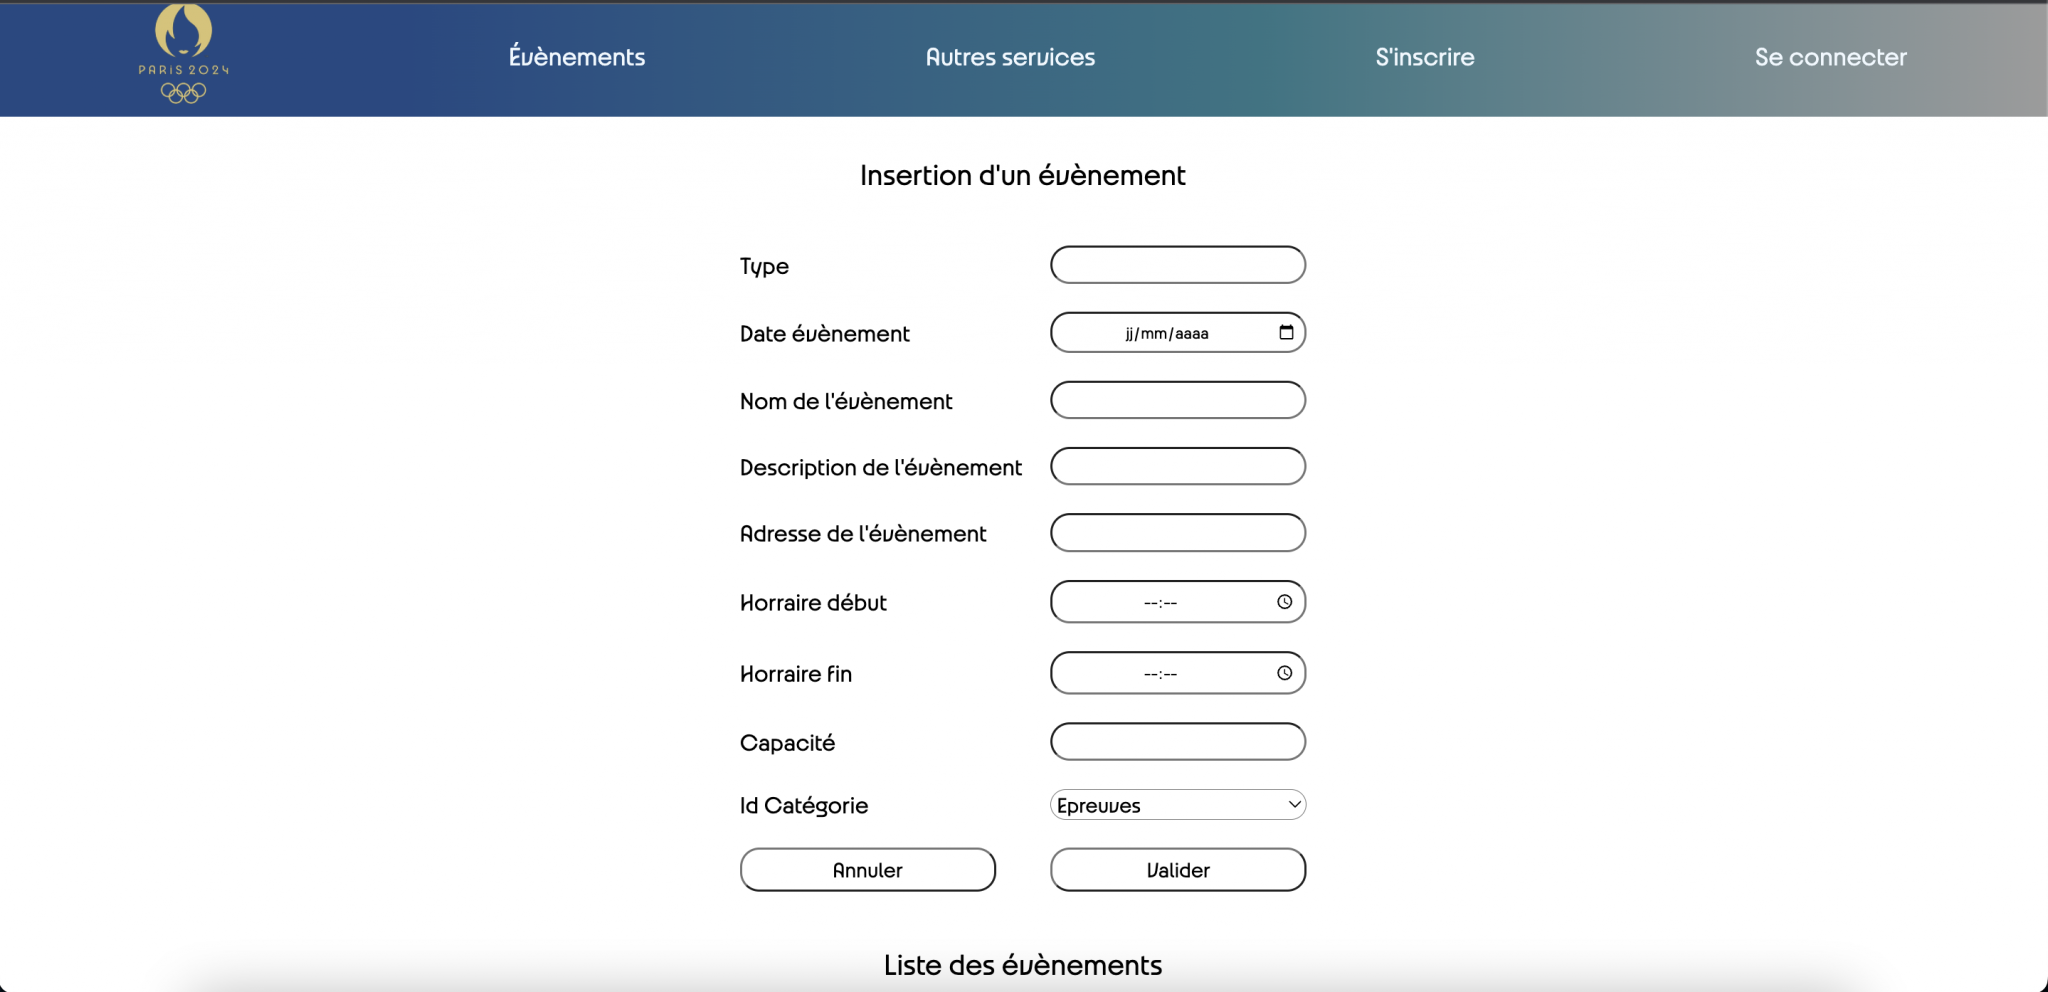 PARIS 2024
Évènements
Autres services
S'inscrire
Se connecter
Insertion d'un évènement
Type
Date évènement
jj/mm/aaaa
Nom de l'évènement
Description de l'évènement
Adresse de l'évènement
Horraire début
--:--
Horraire fin
--:--
Capacité
Id Catégorie
Epreuves
Annuler
Valider
Liste des évènements